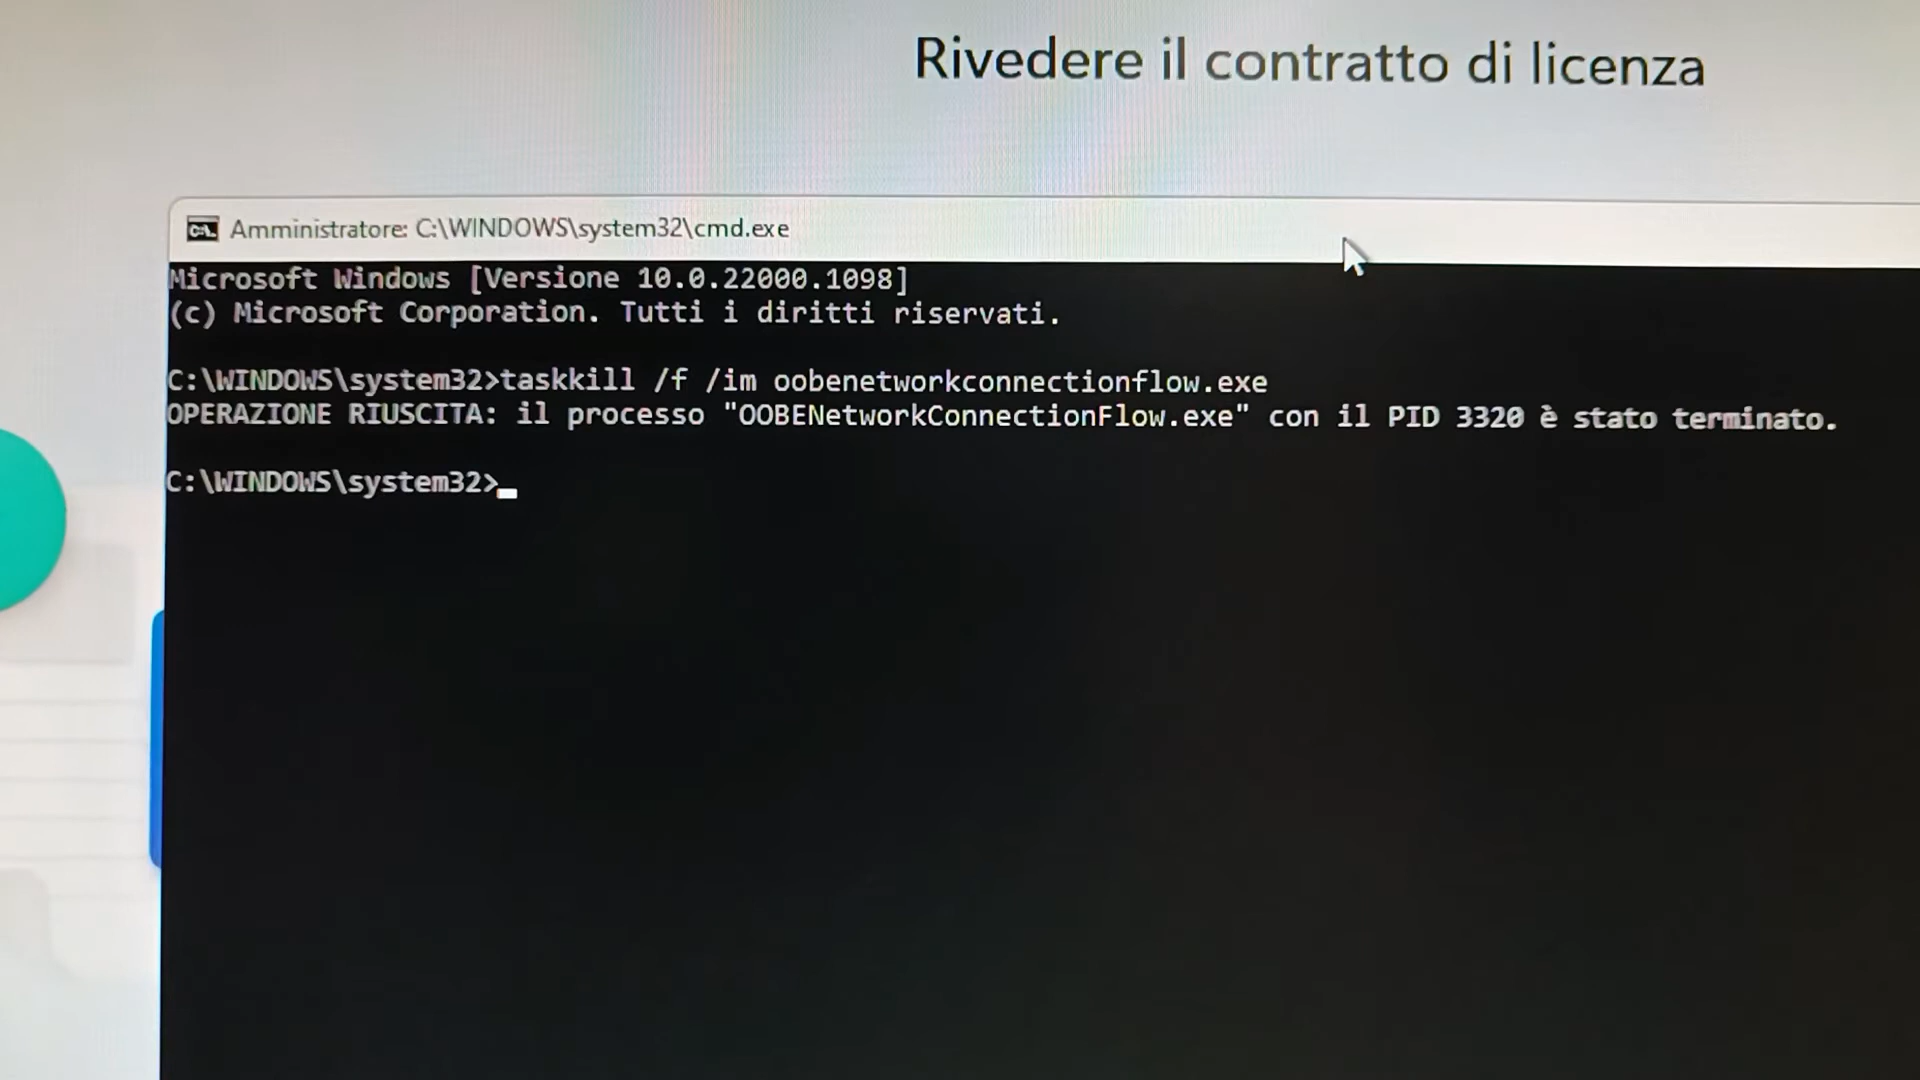 Rivedere il contratto di licenza
Amministratore: C:\WINDOWS\system32\cmd.exe
Microsoft Windows [Versione 10.0.22000.1098]
(c) Microsoft Corporation. Tutti i diritti riservati.
C:\WINDOWS\system32>taskkill /f /im oobenetworkconnectionflow.exe
OPERAZIONE RIUSCITA: il processo "OOBENetworkConnectionFlow.exe" con il PID 3320 è stato terminato.
C:\WINDOWS\system32>